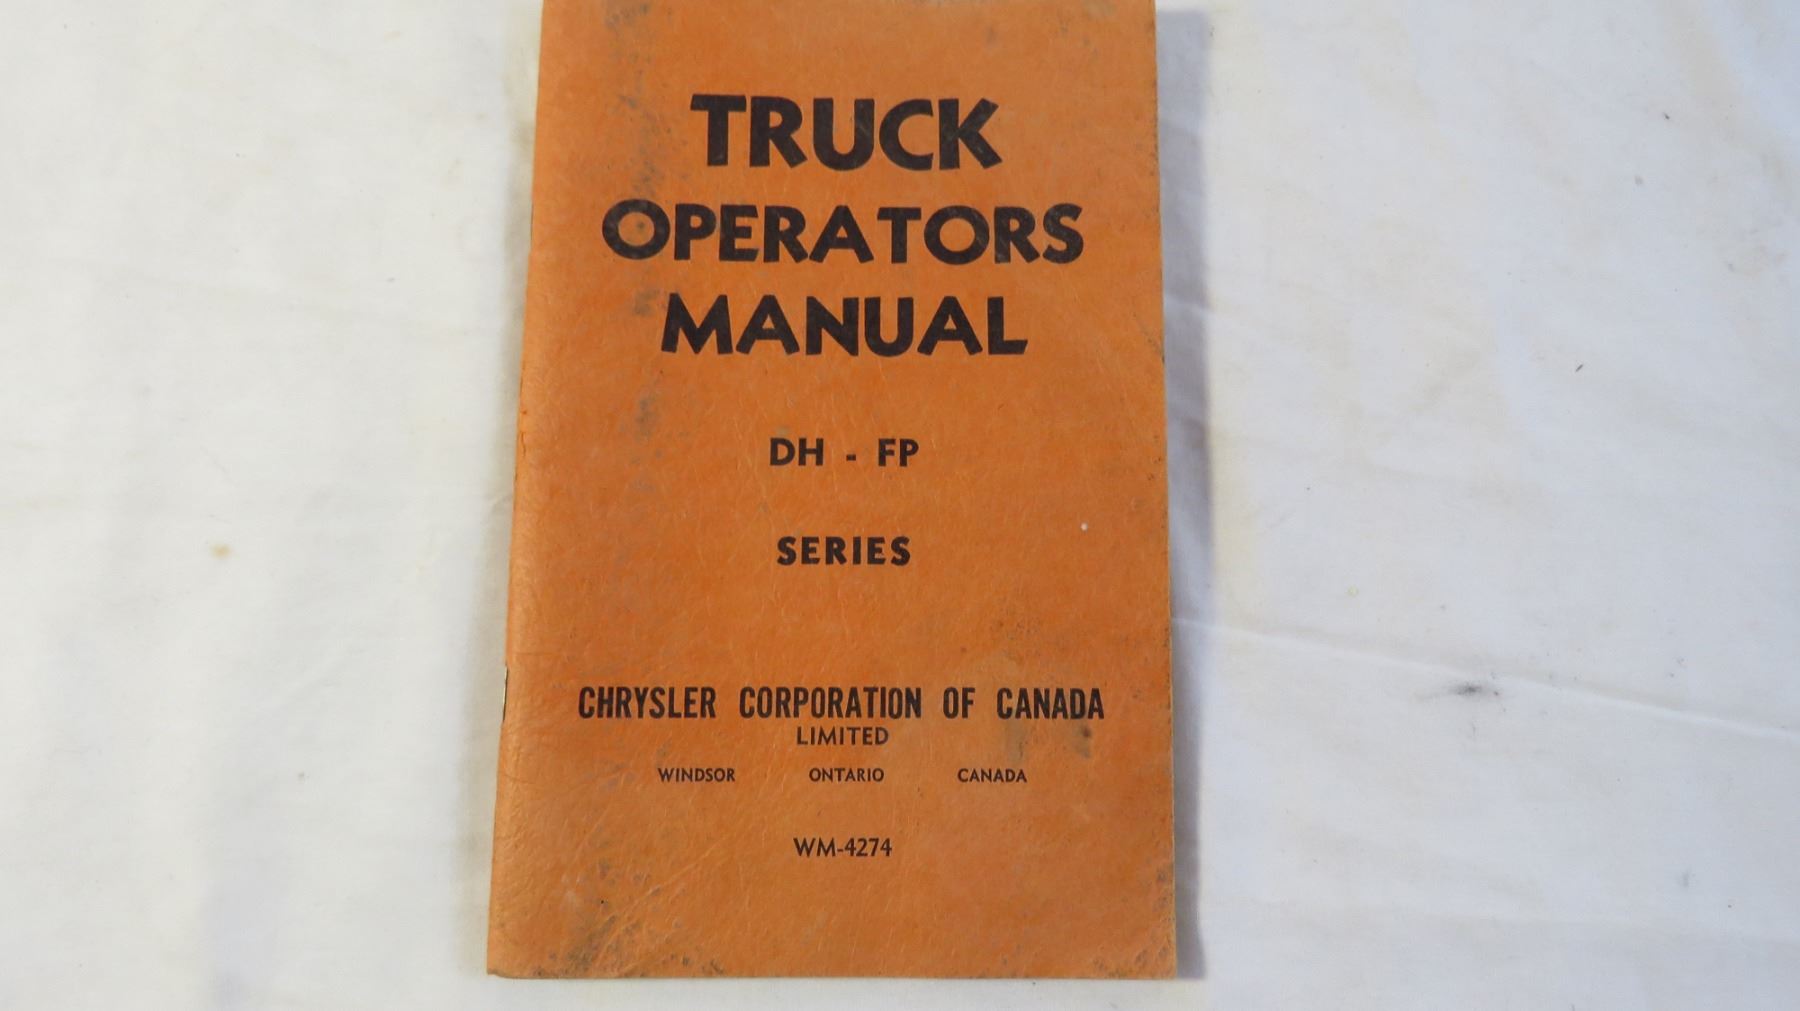 TRUCK
OPERATORS
MANUAL
DH - FP
SERIES
CHRYSLER CORPORATION OF CANADA
LIMITED
WINDSOR ONTARIO CANADA
WM-4274